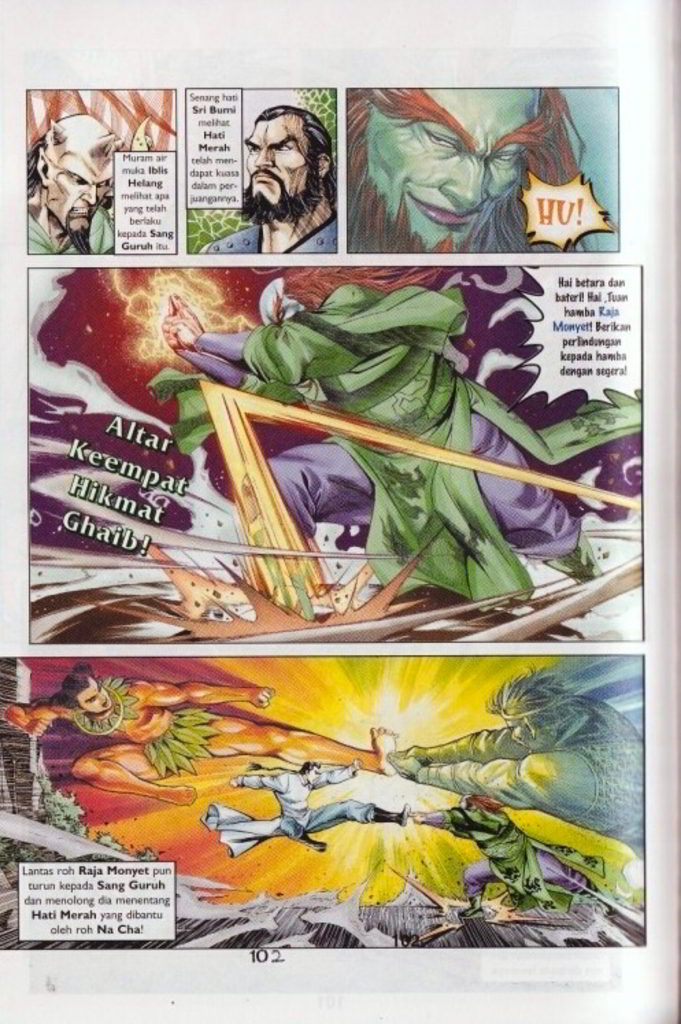 Muram air
muka Iblis
Helang
melihat apa
yang telah
berlaku
kepada Sang
Guruh itu.
Senang hati
Sri Bumi
melihat
Hati
Merah
telah men-
dapat kuasa
dalam per-
juangannya.
HU!
Hai betara dan
bateri! Hai ,Tuan
hamba Raja
Monyet! Berikan
perlindungan
kepada hamba
dengan segera!
Altar
Keempat
Hikmat
Ghaib!
Lantas roh Raja Monyet pun
turun kepada Sang Guruh
dan menolong dia menentang
Hati Merah yang dibantu
oleh roh Na Cha!
102
102